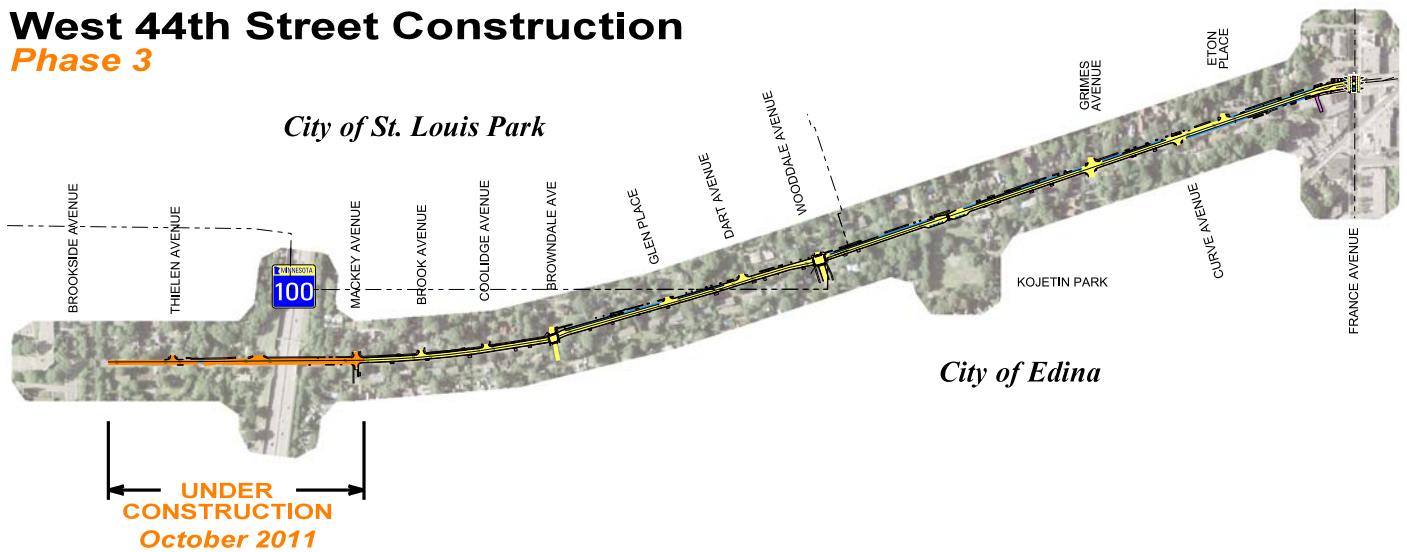 West 44th Street Construction
Phase 3
City of St. Louis Park
BROOKSIDE AVENUE
THIELEN AVENUE
MINNESOTA
100
MACKEY AVENUE
BROOK AVENUE
COOLIDGE AVENUE
BROWNDALE AVE
GLEN PLACE
DART AVENUE
WOODDALE AVENUE
GRIMES
AVENUE
ETON
PLACE
KOJETIN PARK
CURVE AVENUE
FRANCE AVENUE
City of Edina
UNDER
CONSTRUCTION
October 2011